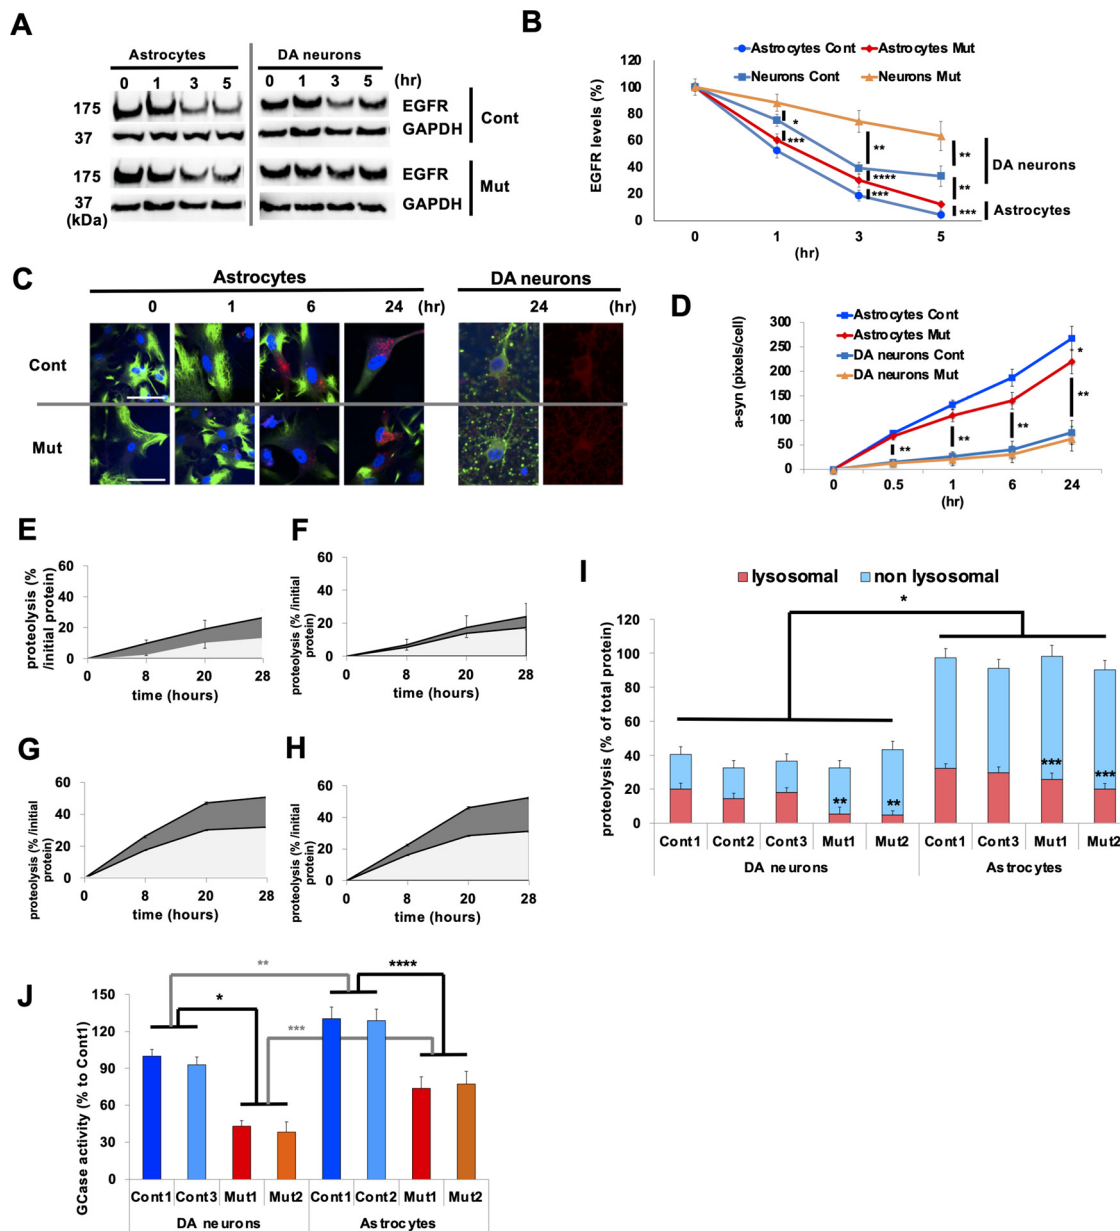 A
Astrocytes
DA neurons
0 1 3 5
0 1 3 5 (hr)
175
EGFR
37
GAPDH
Cont
175
EGFR
37
GAPDH
(kDa)
Mut
B
Astrocytes Cont
Astrocytes Mut
Neurons Cont
Neurons Mut
EGFR levels (%)
120
100
80
60
40
20
0
*
***
**
****
***
**
**
***
DA neurons
Astrocytes
0 1 3 5
(hr)
C
Astrocytes
DA neurons
0 1 6 24 (hr)
24 (hr)
Cont
Mut
D
Astrocytes Cont
Astrocytes Mut
DA neurons Cont
DA neurons Mut
a-syn (pixels/cell)
300
250
200
150
100
50
0
**
**
**
*
**
0 0.5 1 6 24
(hr)
E
proteolysis (%
/initial protein)
60
40
20
0
0 8 20 28
time (hours)
F
proteolysis (% /initial
protein)
60
40
20
0
0 8 20 28
time (hours)
G
proteolysis (% /initial
protein)
60
40
20
0
0 8 20 28
time (hours)
H
proteolysis (% /initial
protein)
60
40
20
0
0 8 20 28
time (hours)
I
lysosomal
non lysosomal
proteolysis (% of total protein)
120
100
80
60
40
20
0
*
**
**
***
***
Cont1 Cont2 Cont3 Mut1 Mut2 Cont1 Cont3 Mut1 Mut2
DA neurons
Astrocytes
J
GCase activity (% to Cont1)
150
120
90
60
30
0
**
****
*
***
Cont1 Cont3 Mut1 Mut2 Cont1 Cont2 Mut1 Mut2
DA neurons
Astrocytes